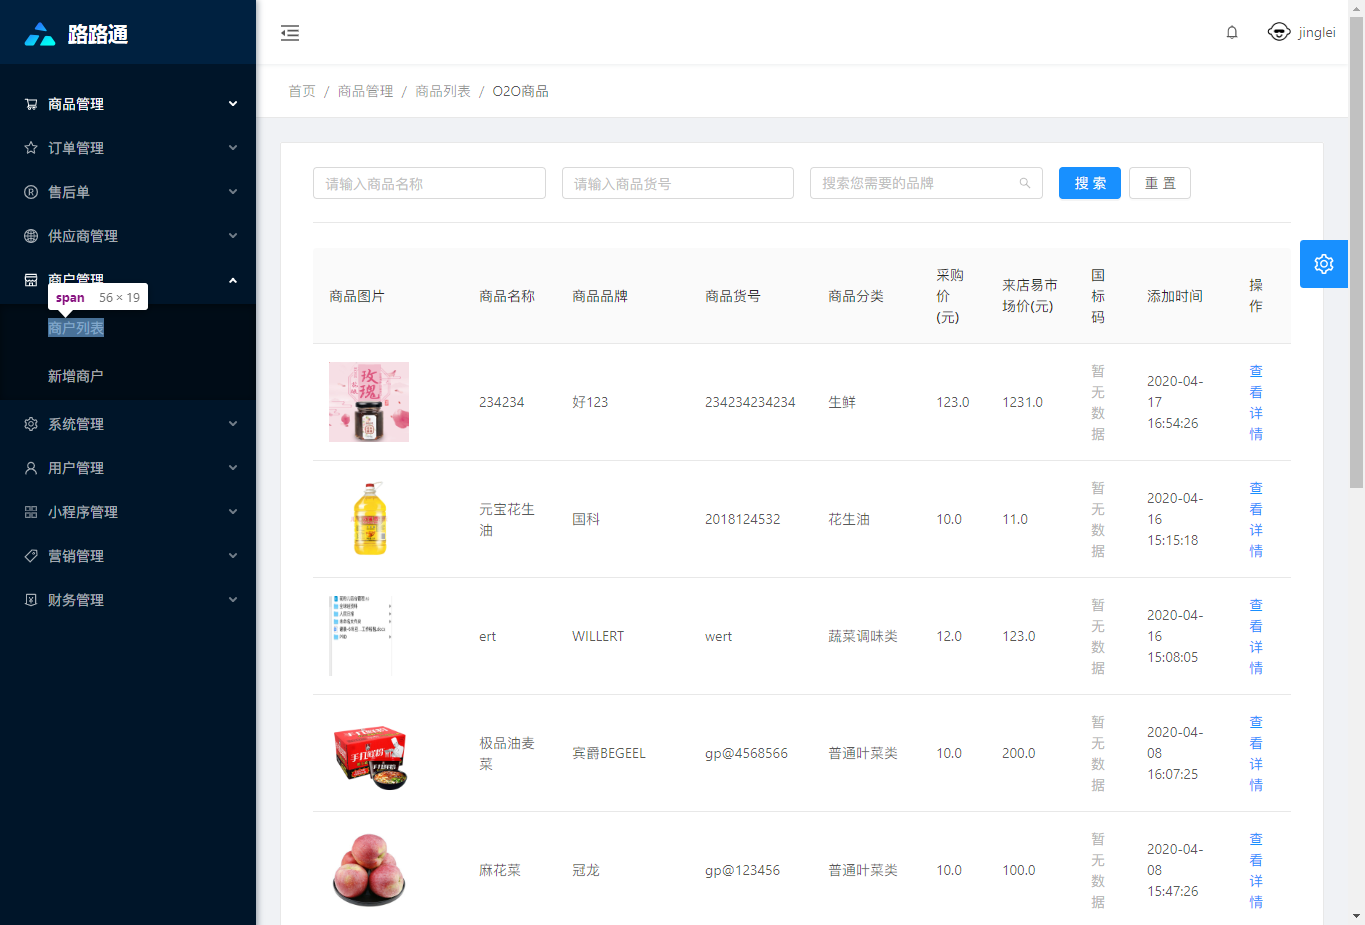 路路通
jinglei
首页 / 商品管理 / 商品列表 / O2O商品
商品管理
订单管理
售后单
供应商管理
商户管理
span 56 × 19
商户列表
新增商户
系统管理
用户管理
小程序管理
营销管理
财务管理
请输入商品名称 请输入商品货号 搜索您需要的品牌 搜 索 重 置
商品图片 商品名称 商品品牌 商品货号 商品分类 采购价(元) 来店易市场价(元) 国标码 添加时间 操作
玫瑰
234234 好123 234234234234 生鲜 123.0 1231.0 暂无数据 2020-04-17 16:54:26 查看详情
元宝花生油 国科 2018124532 花生油 10.0 11.0 暂无数据 2020-04-16 15:15:18 查看详情
ert WILLERT wert 蔬菜调味类 12.0 123.0 暂无数据 2020-04-16 15:08:05 查看详情
极品油麦菜 宾爵BEGEEL gp@4568566 普通叶菜类 10.0 200.0 暂无数据 2020-04-08 16:07:25 查看详情
麻花菜 冠龙 gp@123456 普通叶菜类 10.0 100.0 暂无数据 2020-04-08 15:47:26 查看详情